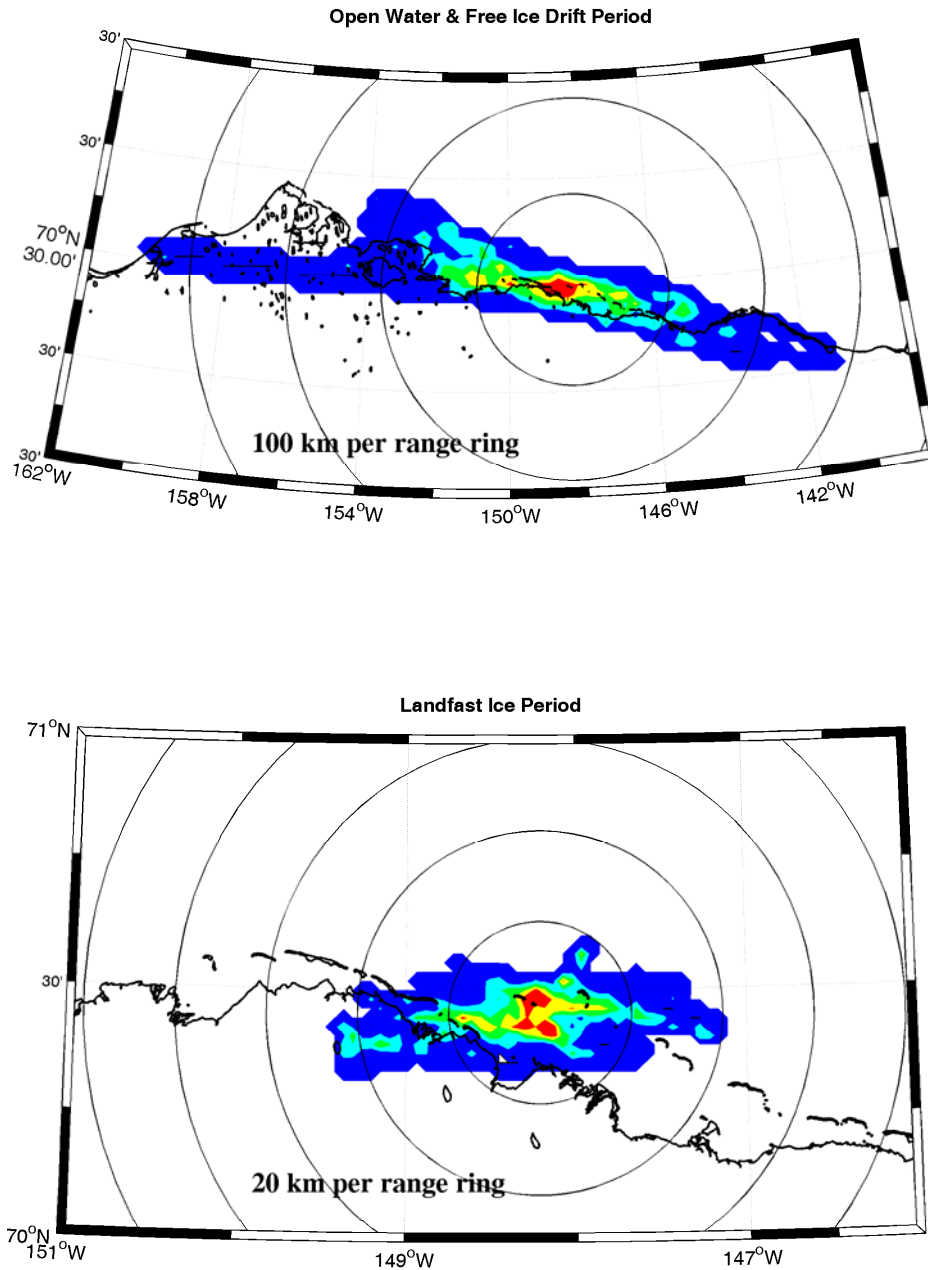 Open Water & Free Ice Drift Period
30'
30'
70°N
30.00'
30'
100 km per range ring
30'
162°W
158°W
154°W
150°W
146°W
142°W
Landfast Ice Period
71°N
30'
20 km per range ring
70°N
151°W
149°W
147°W